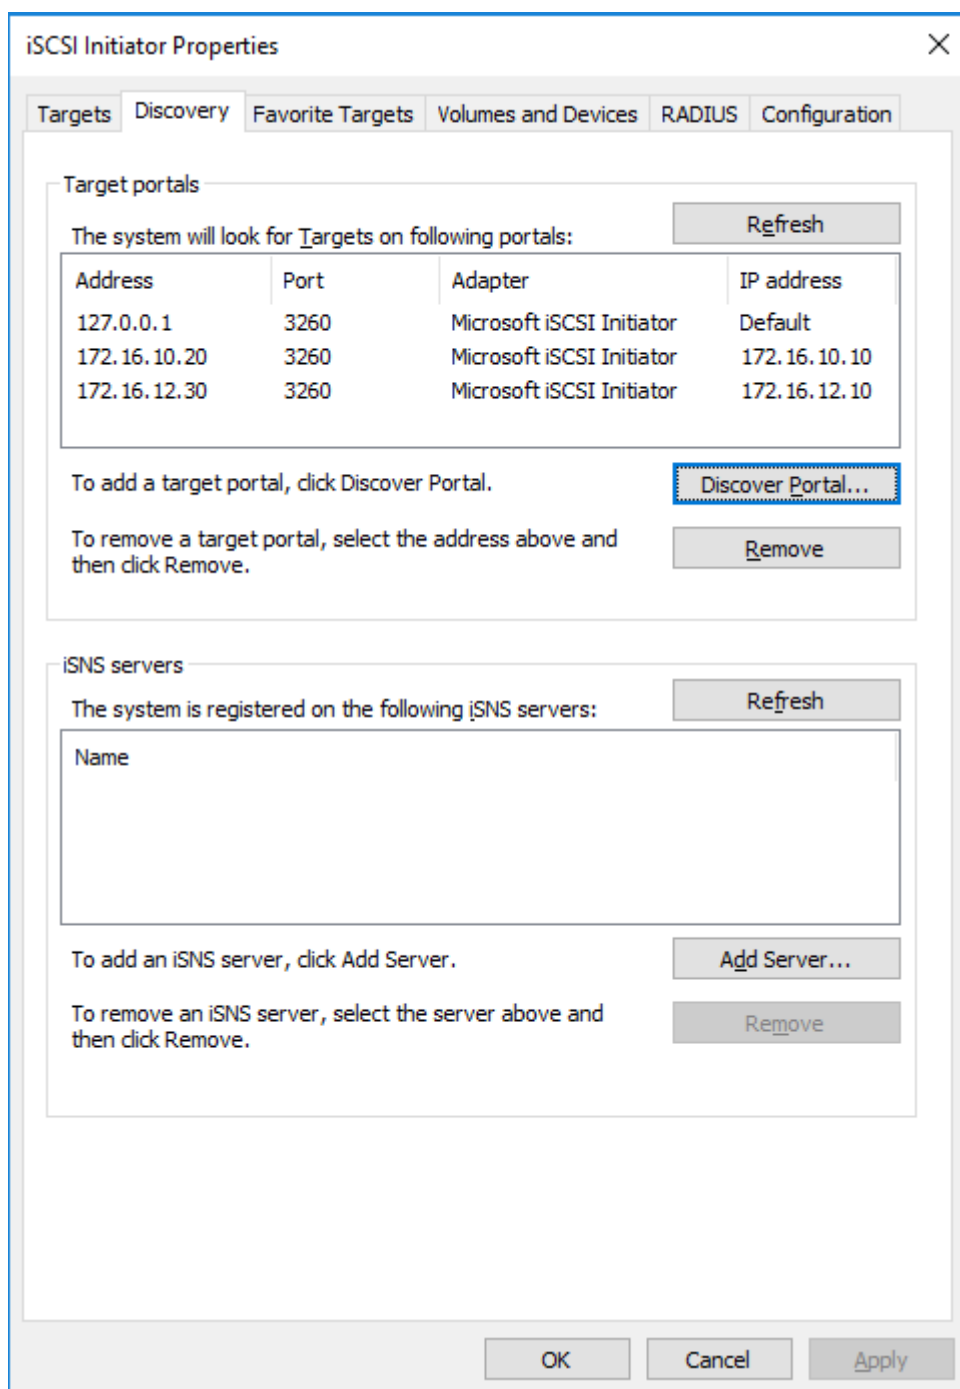 iSCSI Initiator Properties
Targets Discovery Favorite Targets Volumes and Devices RADIUS Configuration
Target portals
The system will look for Targets on following portals: Refresh
Address Port Adapter IP address
127.0.0.1 3260 Microsoft iSCSI Initiator Default
172.16.10.20 3260 Microsoft iSCSI Initiator 172.16.10.10
172.16.12.30 3260 Microsoft iSCSI Initiator 172.16.12.10
To add a target portal, click Discover Portal. Discover Portal...
To remove a target portal, select the address above and
then click Remove.
Remove
iSNS servers
The system is registered on the following iSNS servers: Refresh
Name
To add an iSNS server, click Add Server. Add Server...
To remove an iSNS server, select the server above and
then click Remove.
Remove
OK Cancel Apply